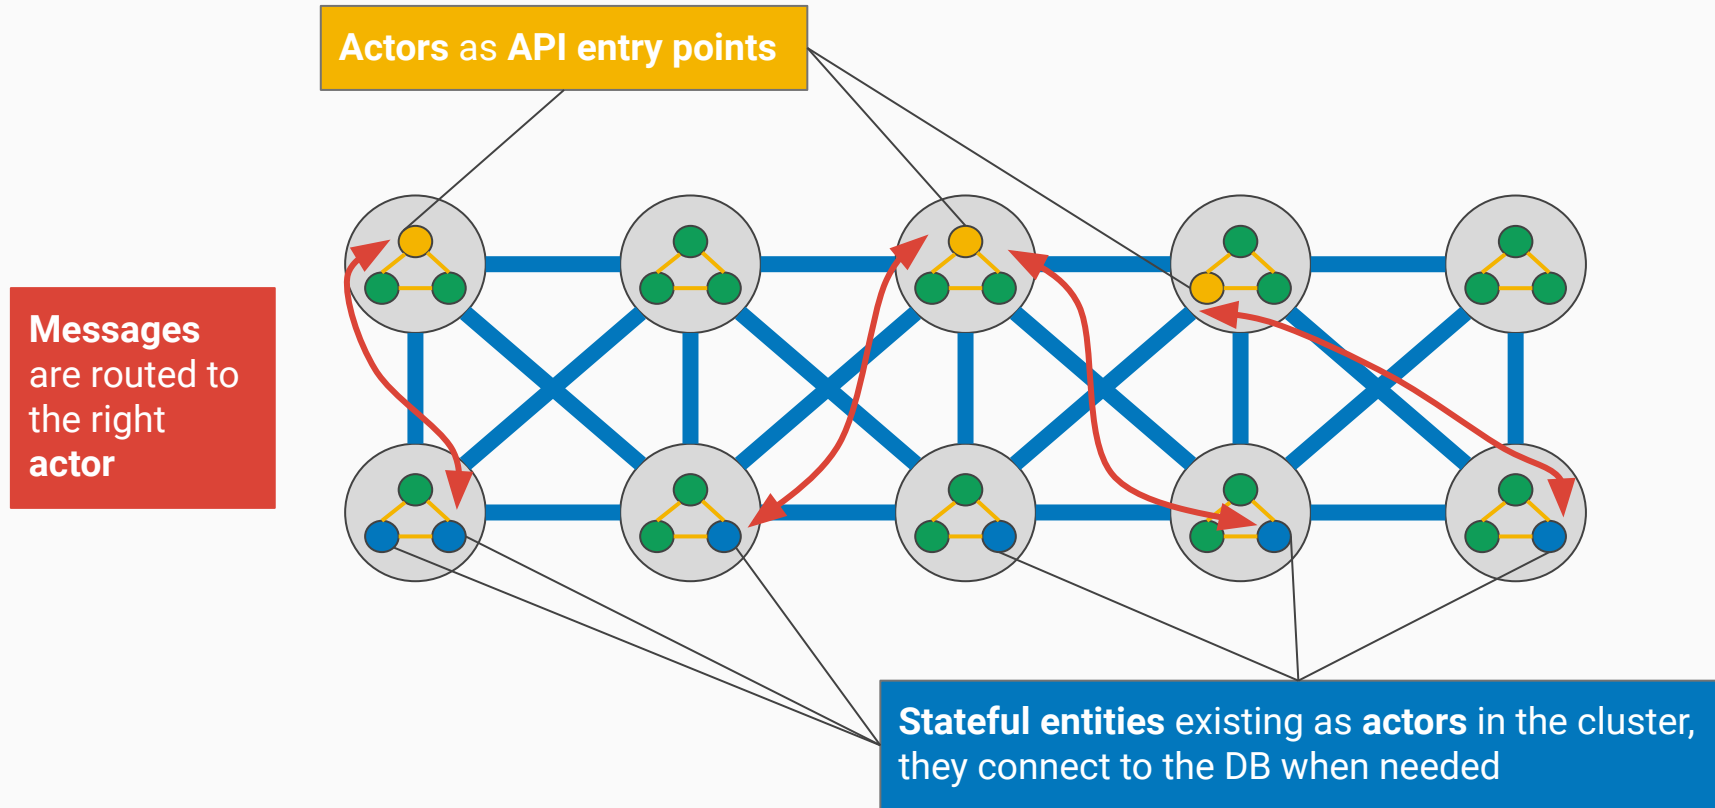 Actors as API entry points
Messages
are routed to
the right
actor
Stateful entities existing as actors in the cluster,
they connect to the DB when needed